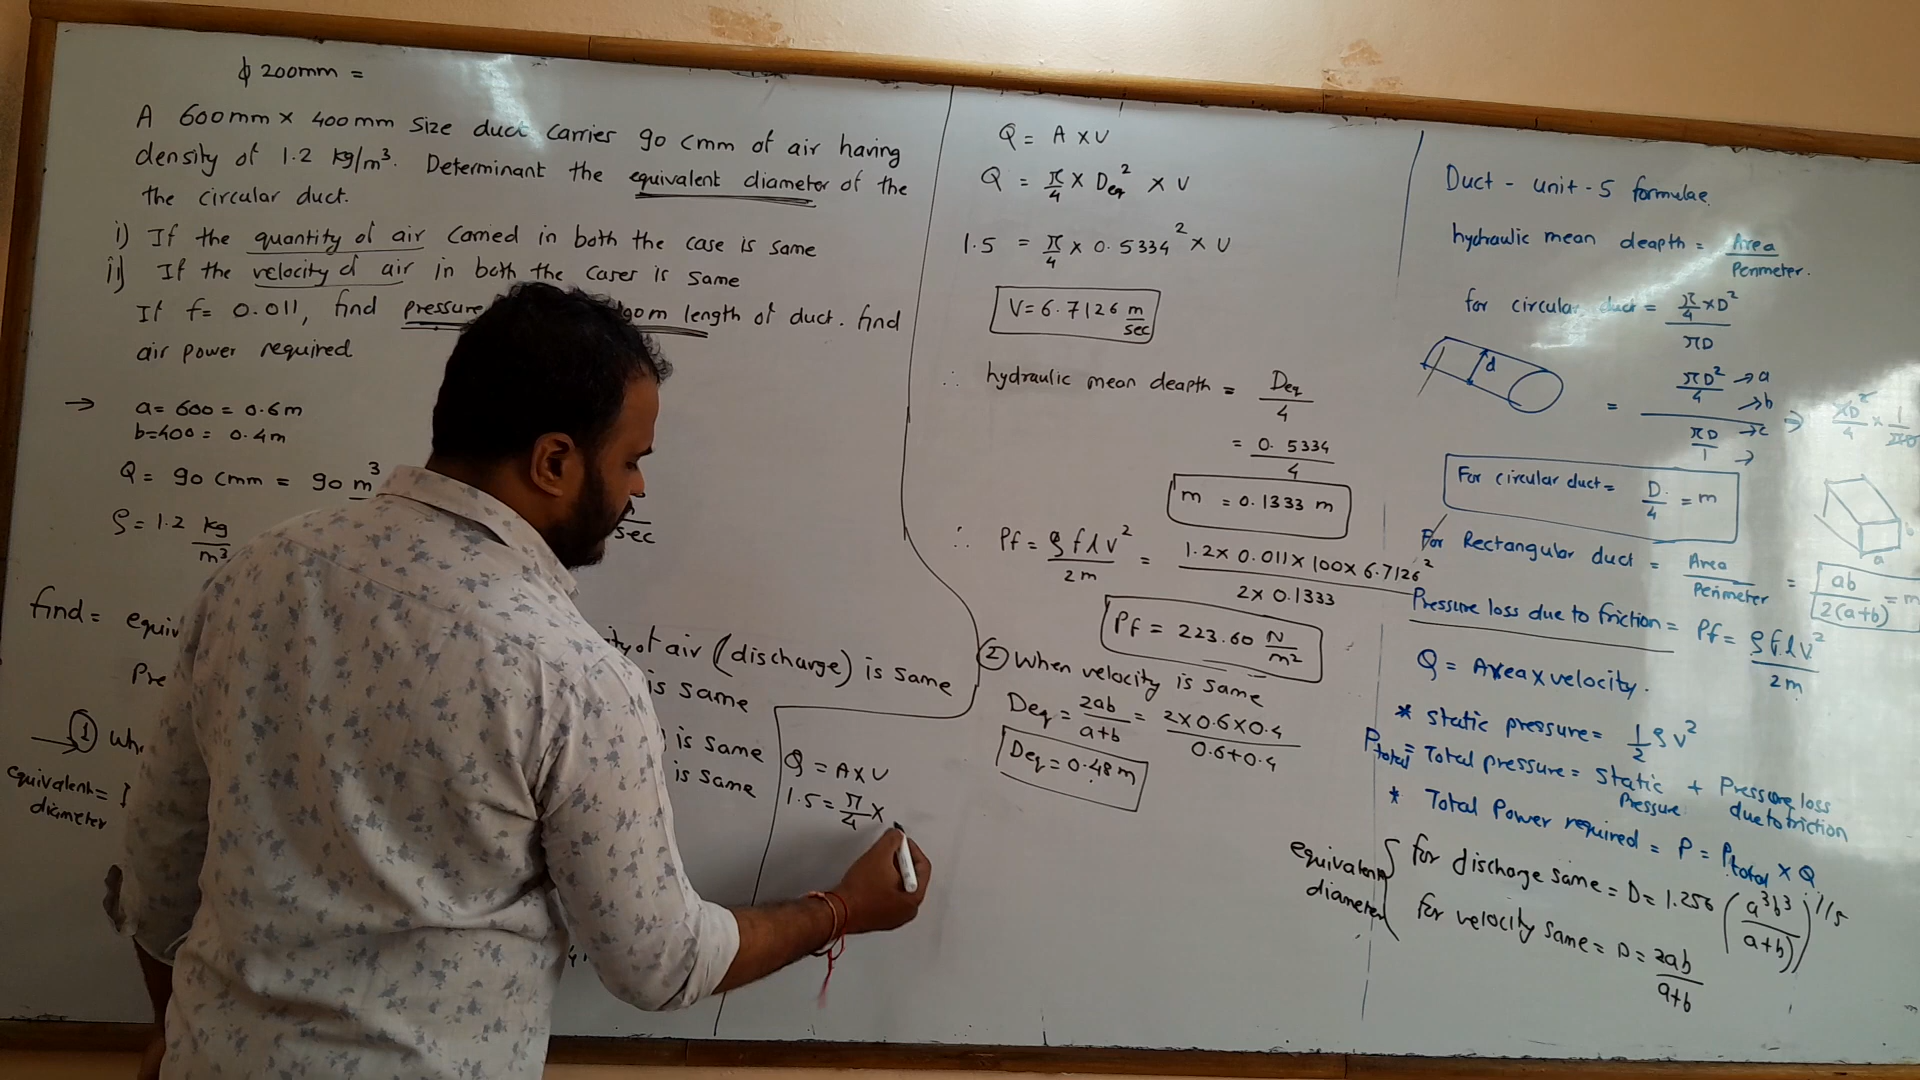 ϕ 200mm =
A 600mm x 400mm size duct carries 90 cmm of air having
density of 1.2 kg/m³. Determinant the equivalent diameter of the
the circular duct.
i) If the quantity of air carried in both the case is same
ii) If the velocity of air in both the cases is same
If f= 0.011, find pressure length of duct. find
air power required
→ a= 600 = 0.6m
b=400 = 0.4m
Q = 90 cmm = 90 m³
sec
ρ = 1.2 kg/m³
find = equiv
Pre
ty of air (discharge) is same
is same
→ ① Whe
is same
is same
equivalent diameter =
Q = A×V
1.5 = π/4 ×
Q = A×V
Q = π/4 × Deq² × V
1.5 = π/4 × 0.5334² × V
V = 6.7126 m/sec
∴ hydraulic mean deapth = Deq/4
= 0.5334/4
m = 0.1333 m
∴ Pf = ρflv²/2m = 1.2×0.011×100×6.7126²/2×0.1333
Pf = 223.60 N/m²
② When velocity is same
Deq = 2ab/a+b = 2×0.6×0.4/0.6+0.4
Deq = 0.48 m
Duct - unit - 5 formulae.
hydraulic mean deapth = Area/Perimeter.
for circular duct = π/4 ×D²/πD
d
= πD²/4 / πD/1 →a →b →c → ⇒ πD²/4 × 1/πD
For circular duct = D/4 = m
For Rectangular duct = Area/Perimeter = ab/2(a+b) = m
a
b
Pressure loss due to friction = Pf = ρflv²/2m
Q = Area x velocity.
* static pressure = 1/2 ρv²
Ptotal = Total pressure = static pressure + Pressure loss due to friction
* Total Power required = P = Ptotal × Q
equivalent diameter { for discharge same = D = 1.256 (a³b³/a+b)^1/5
for velocity same = D = 2ab/a+b